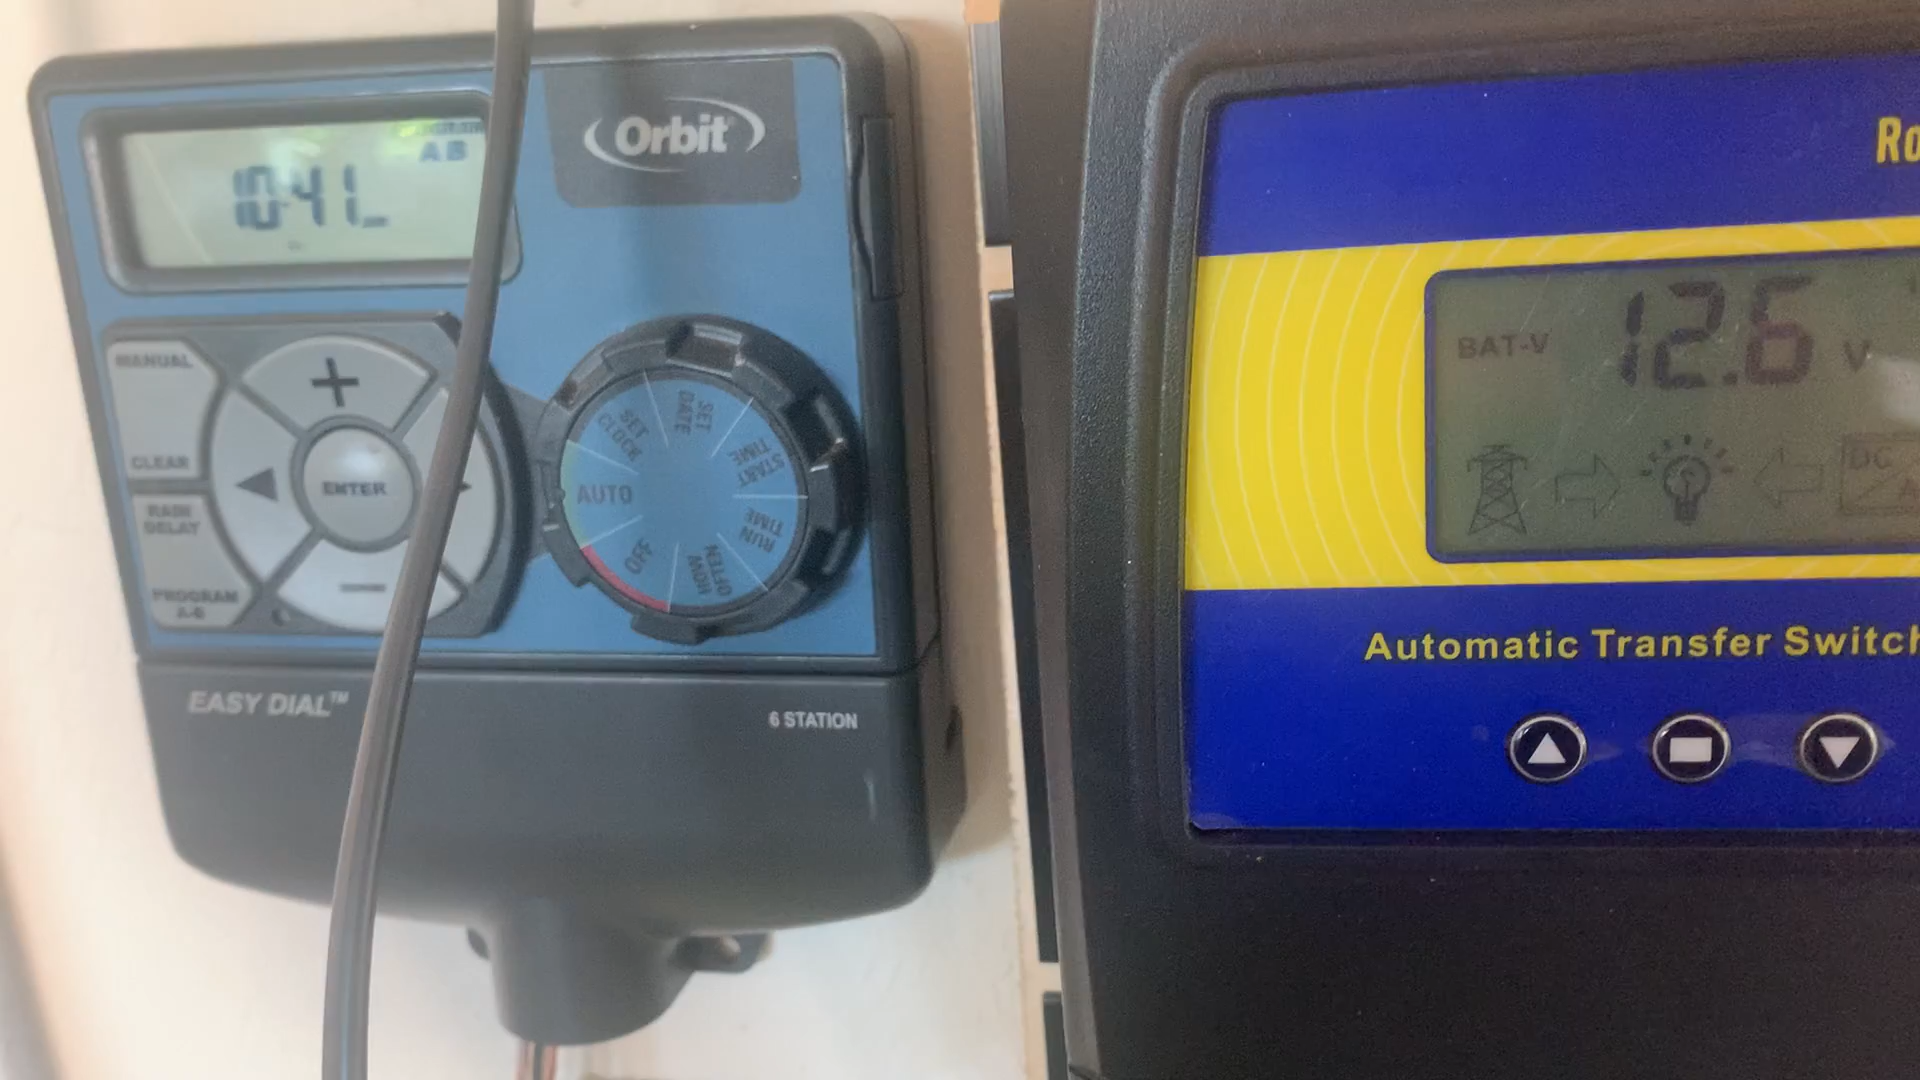 Orbit
A B
10:41
MANUAL
CLEAR
RAIN
DELAY
PROGRAM
A-B
ENTER
SET
CLOCK
SET
DATE
START
TIME
RUN
TIME
HOW
OFTEN
OFF
AUTO
EASY DIAL™
6 STATION
Ro
BAT-V
12.6 V
DC
A
Automatic Transfer Switch